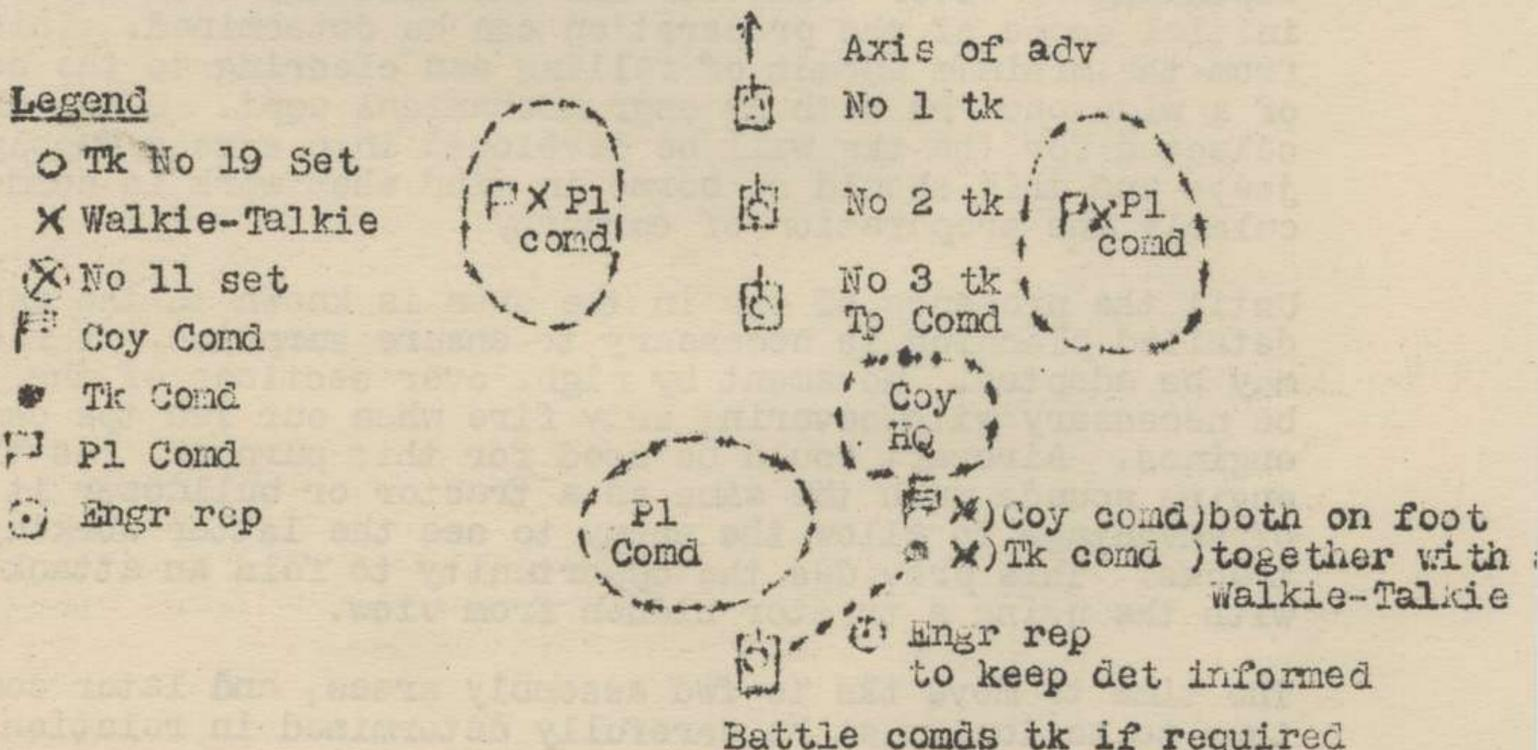 Axis of adv
Legend
No 1 tk
Tk No 19 Set
Walkie-Talkie
No 11 set
Coy Comd
Tk Comd
Pl Comd
Engr rep
Pl
comd
No 2 tk
Pl
comd
No 3 tk
Tp Comd
Coy
HQ
Pl
Comd
X)Coy comd)both on foot
X)Tk comd )together with
Walkie-Talkie
Engr rep
to keep det informed
Battle comds tk if required